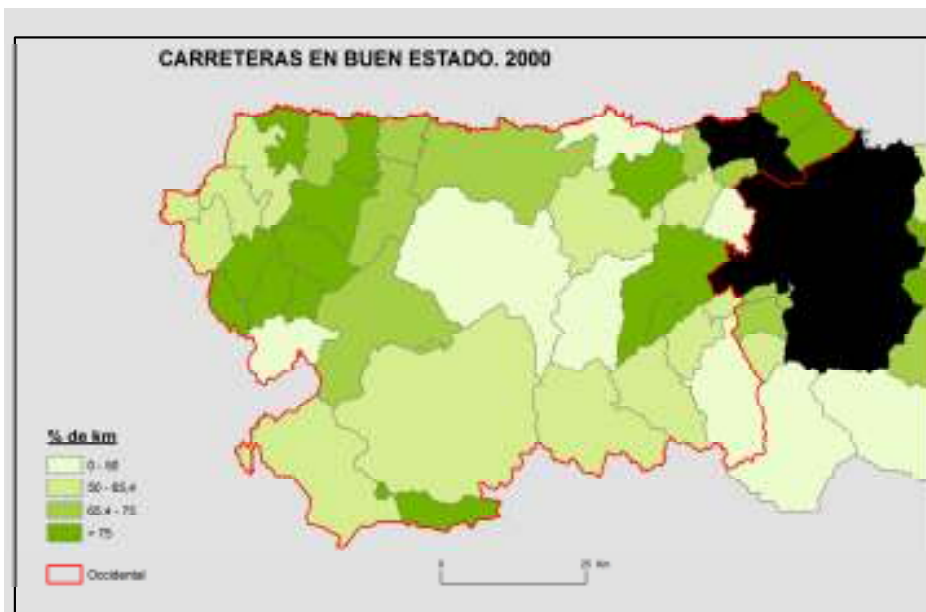 CARRETERAS EN BUEN ESTADO. 2000
% de km
0 - 50
50 - 65,4
65,4 - 75
> 75
Occidental
0 25 Km